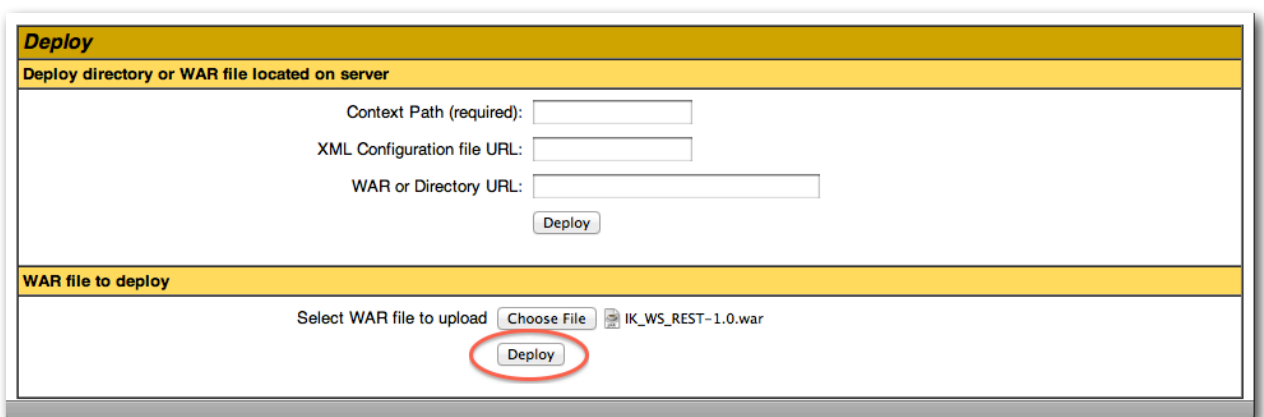 Deploy
Deploy directory or WAR file located on server
Context Path (required):
XML Configuration file URL:
WAR or Directory URL:
Deploy
WAR file to deploy
Select WAR file to upload Choose File IK_WS_REST-1.0.war
Deploy